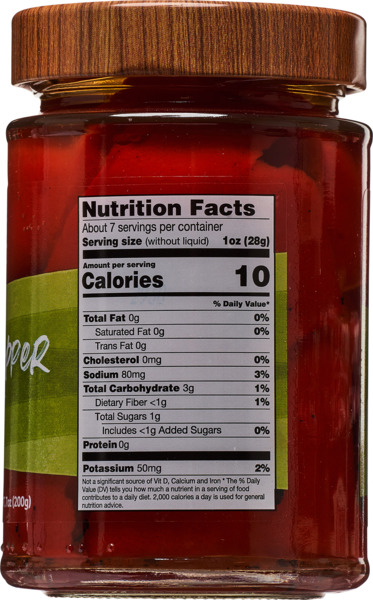 Nutrition Facts
About 7 servings per container
Serving size (without liquid) 1oz (28g)
Amount per serving
Calories 10
% Daily Value*
Total Fat 0g 0%
Saturated Fat 0g 0%
Trans Fat 0g
Cholesterol 0mg 0%
Sodium 80mg 3%
Total Carbohydrate 3g 1%
Dietary Fiber <1g 1%
Total Sugars 1g
Includes <1g Added Sugars 0%
Protein 0g
Potassium 50mg 2%
Not a significant source of Vit D, Calcium and Iron * The % Daily
Value (DV) tells you how much a nutrient in a serving of food
contributes to a daily diet. 2,000 calories a day is used for general
nutrition advice.
(200g)